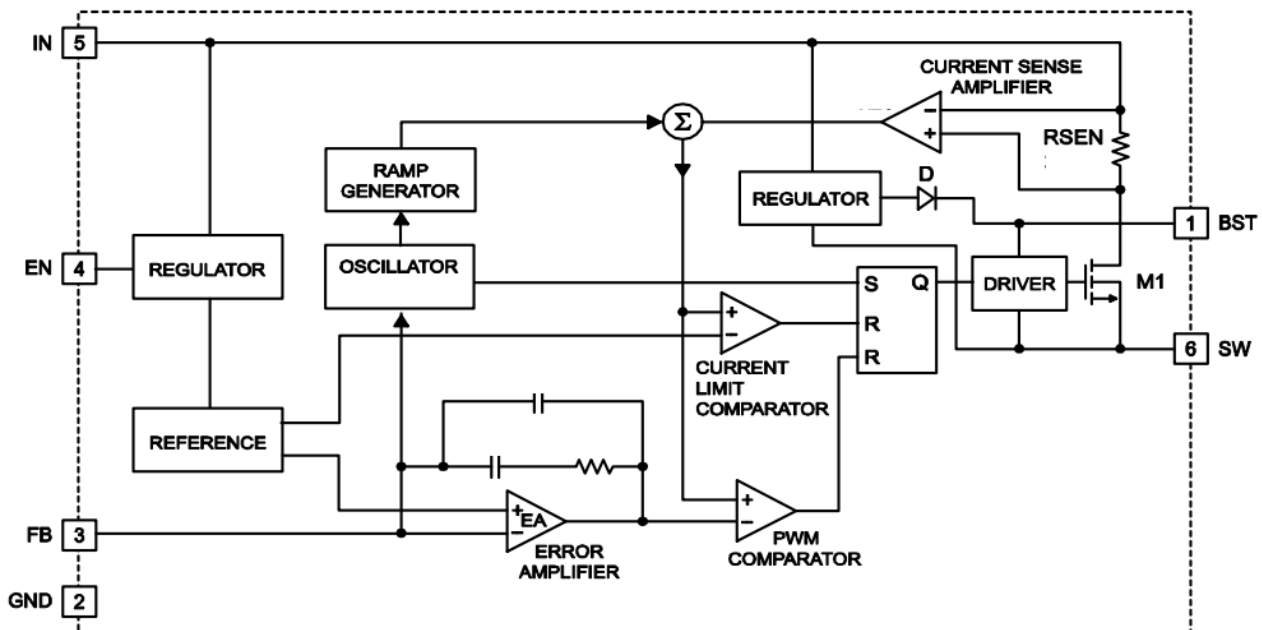 IN 5
CURRENT SENSE
AMPLIFIER
−
+
RSEN
Σ
RAMP
GENERATOR
REGULATOR
D
1 BST
EN 4
REGULATOR
OSCILLATOR
S Q
DRIVER
M1
+
−
R
6 SW
CURRENT
LIMIT
COMPARATOR
R
REFERENCE
+
EA
−
+
−
FB 3
ERROR
AMPLIFIER
PWM
COMPARATOR
GND 2